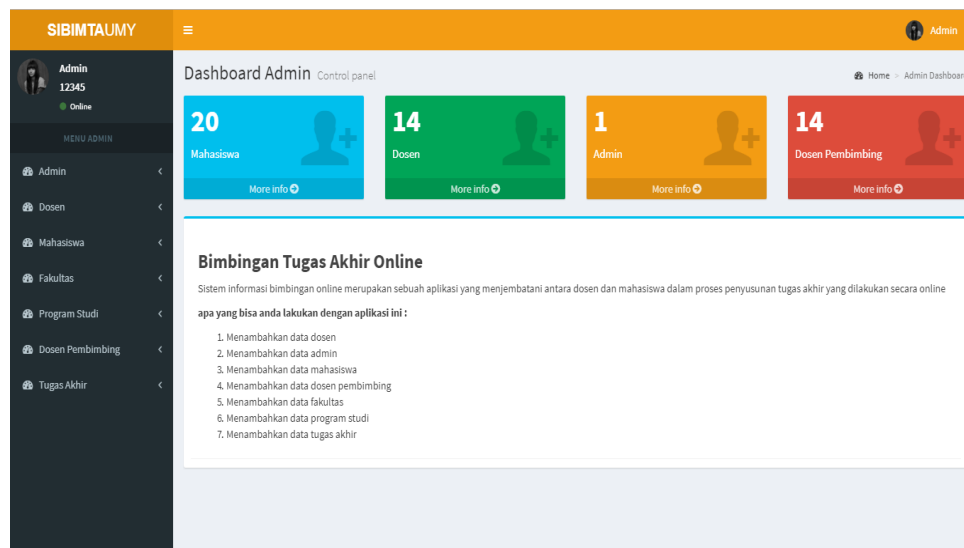 SIBIMTAUMY
Admin
Admin
12345
Online
MENU ADMIN
Admin
Dosen
Mahasiswa
Fakultas
Program Studi
Dosen Pembimbing
Tugas Akhir
Dashboard Admin Control panel
Home > Admin Dashboar
20
Mahasiswa
More info
14
Dosen
More info
1
Admin
More info
14
Dosen Pembimbing
More info
Bimbingan Tugas Akhir Online
Sistem informasi bimbingan online merupakan sebuah aplikasi yang menjembatani antara dosen dan mahasiswa dalam proses penyusunan tugas akhir yang dilakukan secara online
apa yang bisa anda lakukan dengan aplikasi ini :
1. Menambahkan data dosen
2. Menambahkan data admin
3. Menambahkan data mahasiswa
4. Menambahkan data dosen pembimbing
5. Menambahkan data fakultas
6. Menambahkan data program studi
7. Menambahkan data tugas akhir